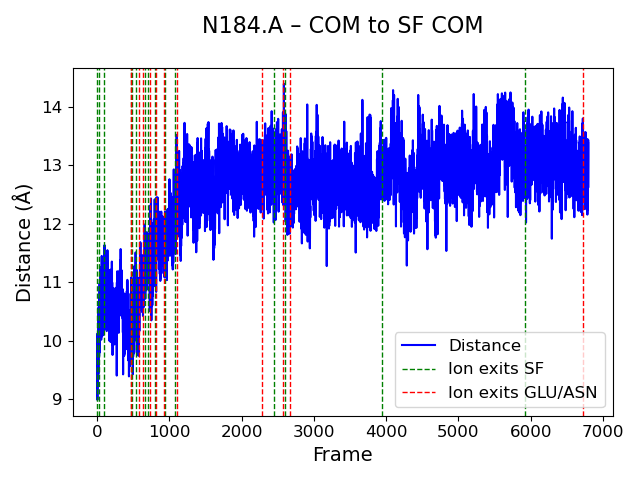 N184.A – COM to SF COM
14
13
12
11
10
9
Distance (Å)
Distance
Ion exits SF
Ion exits GLU/ASN
0 1000 2000 3000 4000 5000 6000 7000
Frame